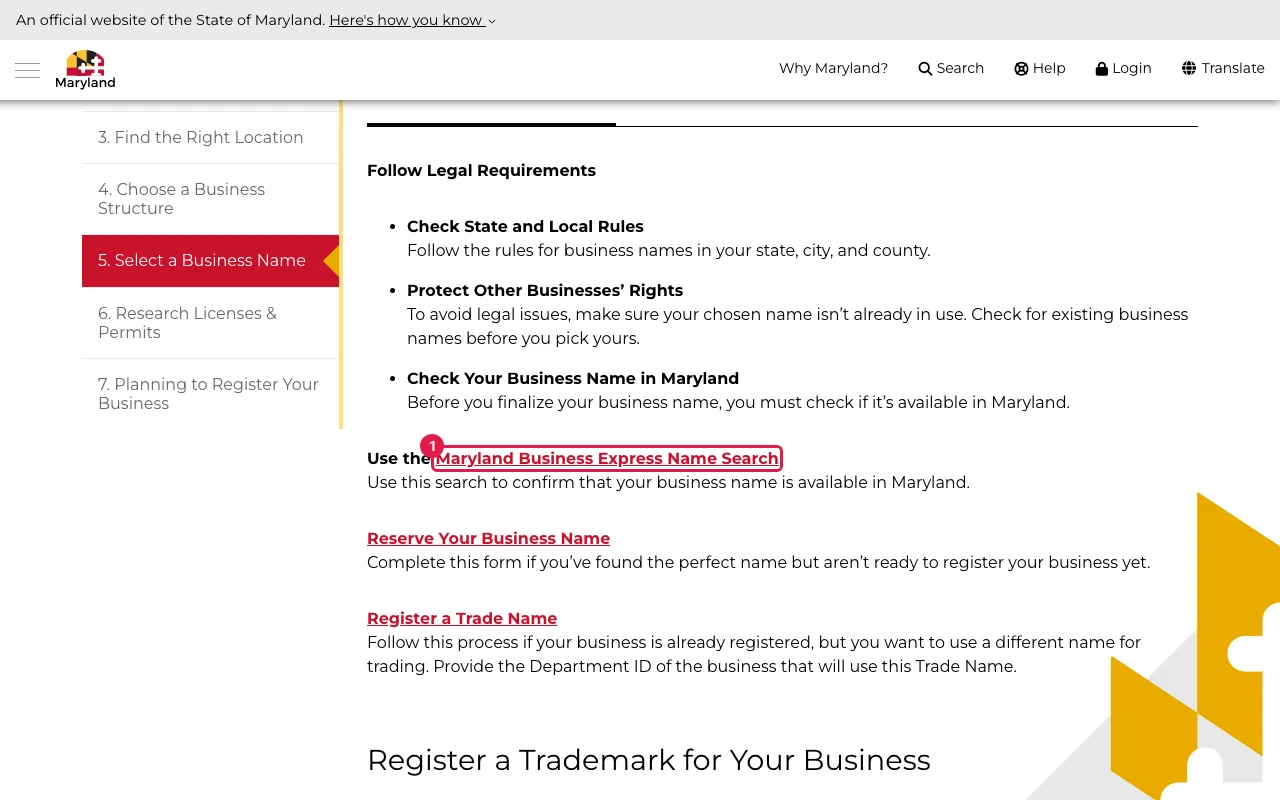 An official website of the State of Maryland. Here's how you know
Maryland
Why Maryland?
Search
Help
Login
Translate
3. Find the Right Location
4. Choose a Business
Structure
5. Select a Business Name
6. Research Licenses &
Permits
7. Planning to Register Your
Business
Follow Legal Requirements
Check State and Local Rules
Follow the rules for business names in your state, city, and county.
Protect Other Businesses’ Rights
To avoid legal issues, make sure your chosen name isn’t already in use. Check for existing business
names before you pick yours.
Check Your Business Name in Maryland
Before you finalize your business name, you must check if it’s available in Maryland.
1
Use the Maryland Business Express Name Search
Use this search to confirm that your business name is available in Maryland.
Reserve Your Business Name
Complete this form if you’ve found the perfect name but aren’t ready to register your business yet.
Register a Trade Name
Follow this process if your business is already registered, but you want to use a different name for
trading. Provide the Department ID of the business that will use this Trade Name.
Register a Trademark for Your Business